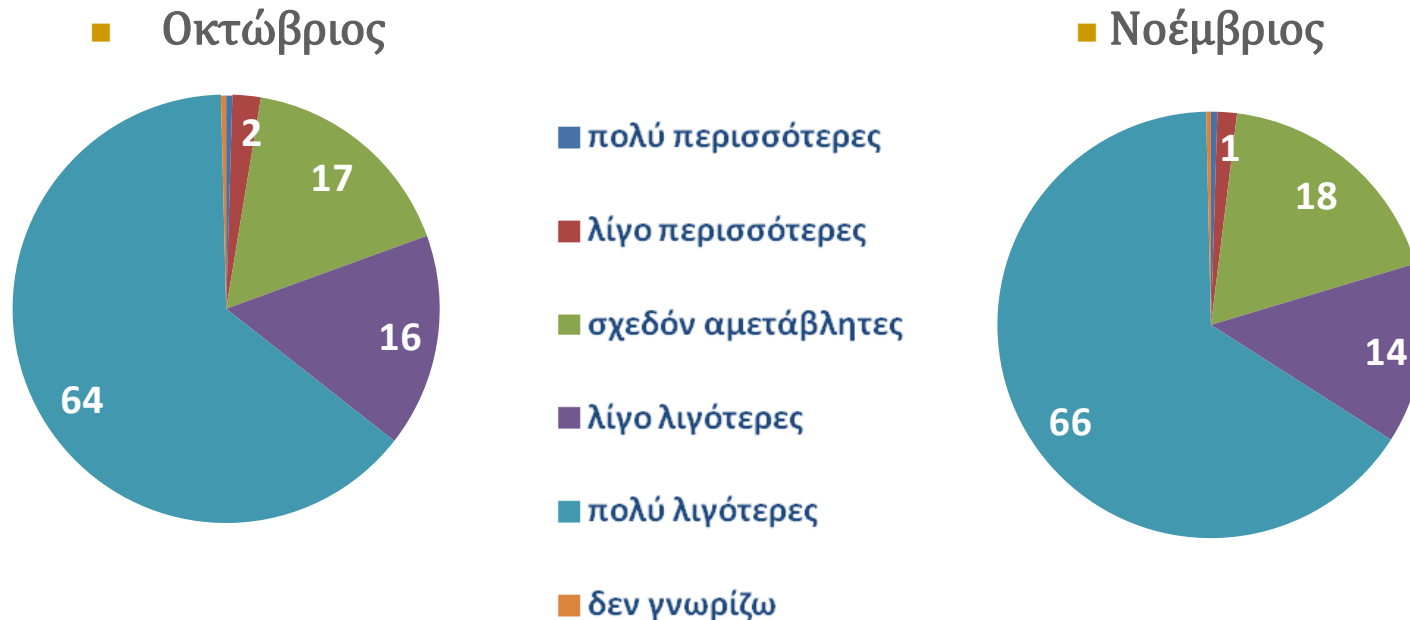 Οκτώβριος
2
17
16
64
πολύ περισσότερες
λίγο περισσότερες
σχεδόν αμετάβλητες
λίγο λιγότερες
πολύ λιγότερες
δεν γνωρίζω
Νοέμβριος
1
18
14
66